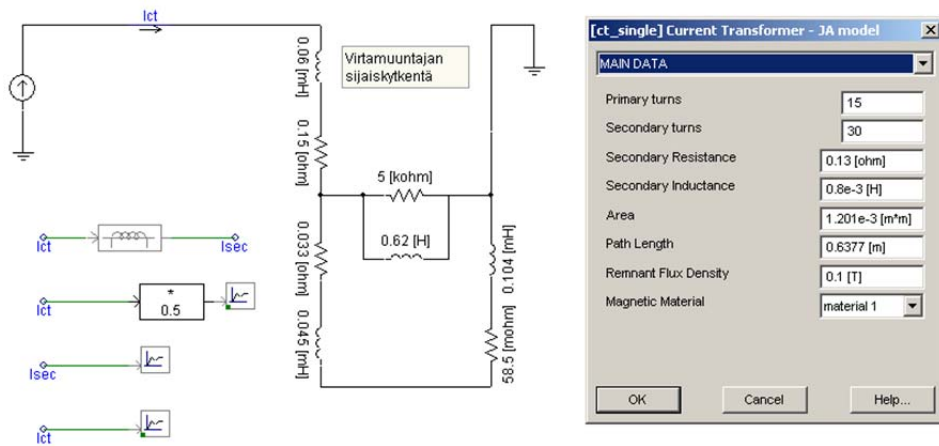 Ict
0.06 [mH]
Virtamuuntajan
sijaiskytkentä
0.15 [ohm]
5 [kohm]
0.62 [H]
0.033 [ohm]
0.104 [mH]
0.045 [mH]
58.5 [mohm]
Ict
Isec
Ict
*
0.5
Isec
Ict
[ct_single] Current Transformer - JA model
MAIN DATA
Primary turns
15
Secondary turns
30
Secondary Resistance
0.13 [ohm]
Secondary Inductance
0.8e-3 [H]
Area
1.201e-3 [m*m]
Path Length
0.6377 [m]
Remnant Flux Density
0.1 [T]
Magnetic Material
material 1
OK
Cancel
Help...